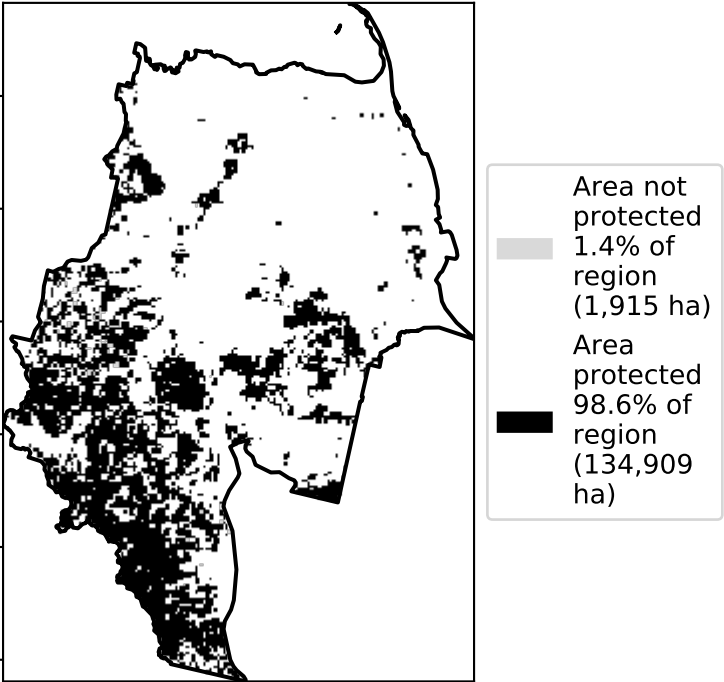 Area not
protected
1.4% of
region
(1,915 ha)
Area
protected
98.6% of
region
(134,909
ha)